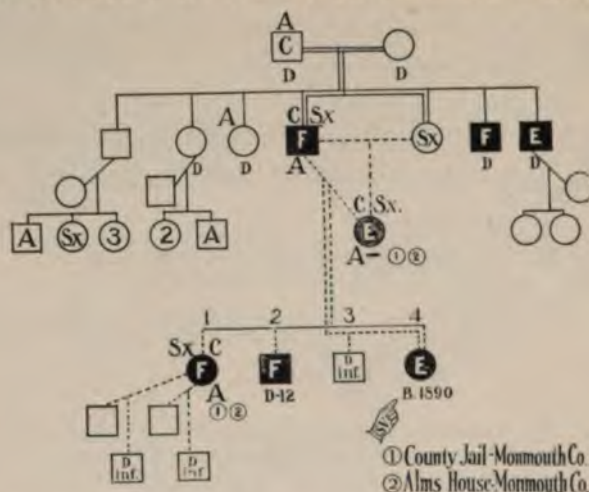 A
C
D D
A C Sx
F Sx F E
D D A D D
C Sx.
A Sx 3 2 A E
A- ① ②
1 2 3 4
Sx C
F F D inf. E
A D-12 B.1890
① ②
D inf. D inf.
① County Jail-Monmouth Co.
② Alms House-Monmouth Co.